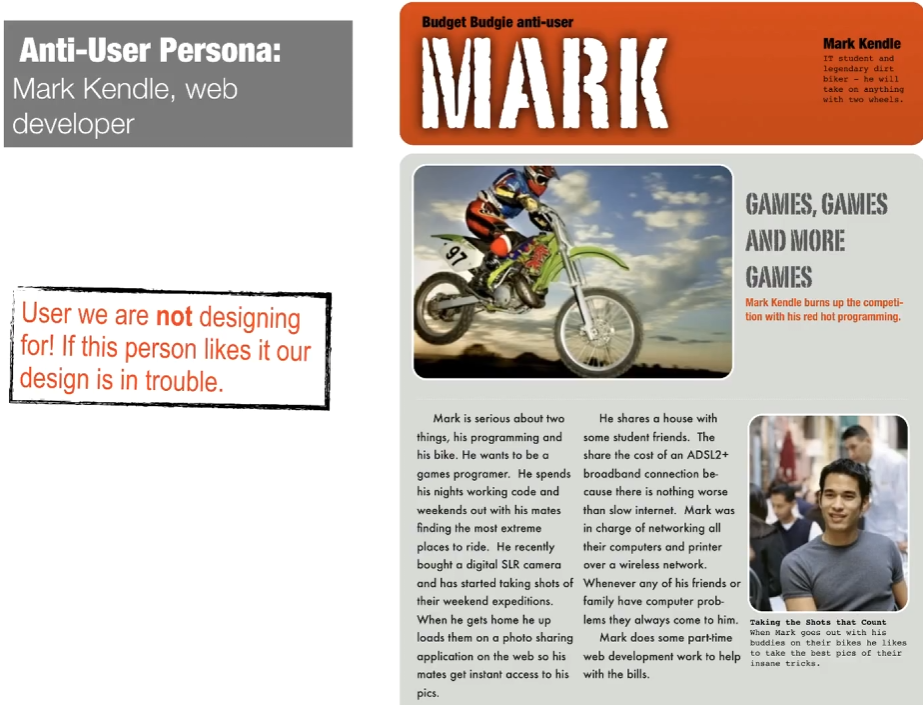 Anti-User Persona:
Mark Kendle, web
developer
User we are not designing
for! If this person likes it our
design is in trouble.
Budget Budgie anti-user
MARK
Mark Kendle
IT student and
legendary dirt
biker - he will
take on anything
with two wheels.
97
GAMES, GAMES
AND MORE
GAMES
Mark Kendle burns up the competi-
tion with his red hot programming.
Mark is serious about two
things, his programming and
his bike. He wants to be a
games programer. He spends
his nights working code and
weekends out with his mates
finding the most extreme
places to ride. He recently
bought a digital SLR camera
and has started taking shots of
their weekend expeditions.
When he gets home he up
loads them on a photo sharing
application on the web so his
mates get instant access to his
pics.
He shares a house with
some student friends. The
share the cost of an ADSL2+
broadband connection be-
cause there is nothing worse
than slow internet. Mark was
in charge of networking all
their computers and printer
over a wireless network.
Whenever any of his friends or
family have computer prob-
lems they always come to him.
Mark does some part-time
web development work to help
with the bills.
Taking the Shots that Count
When Mark goes out with his
buddies on their bikes he likes
to take the best pics of their
insane tricks.